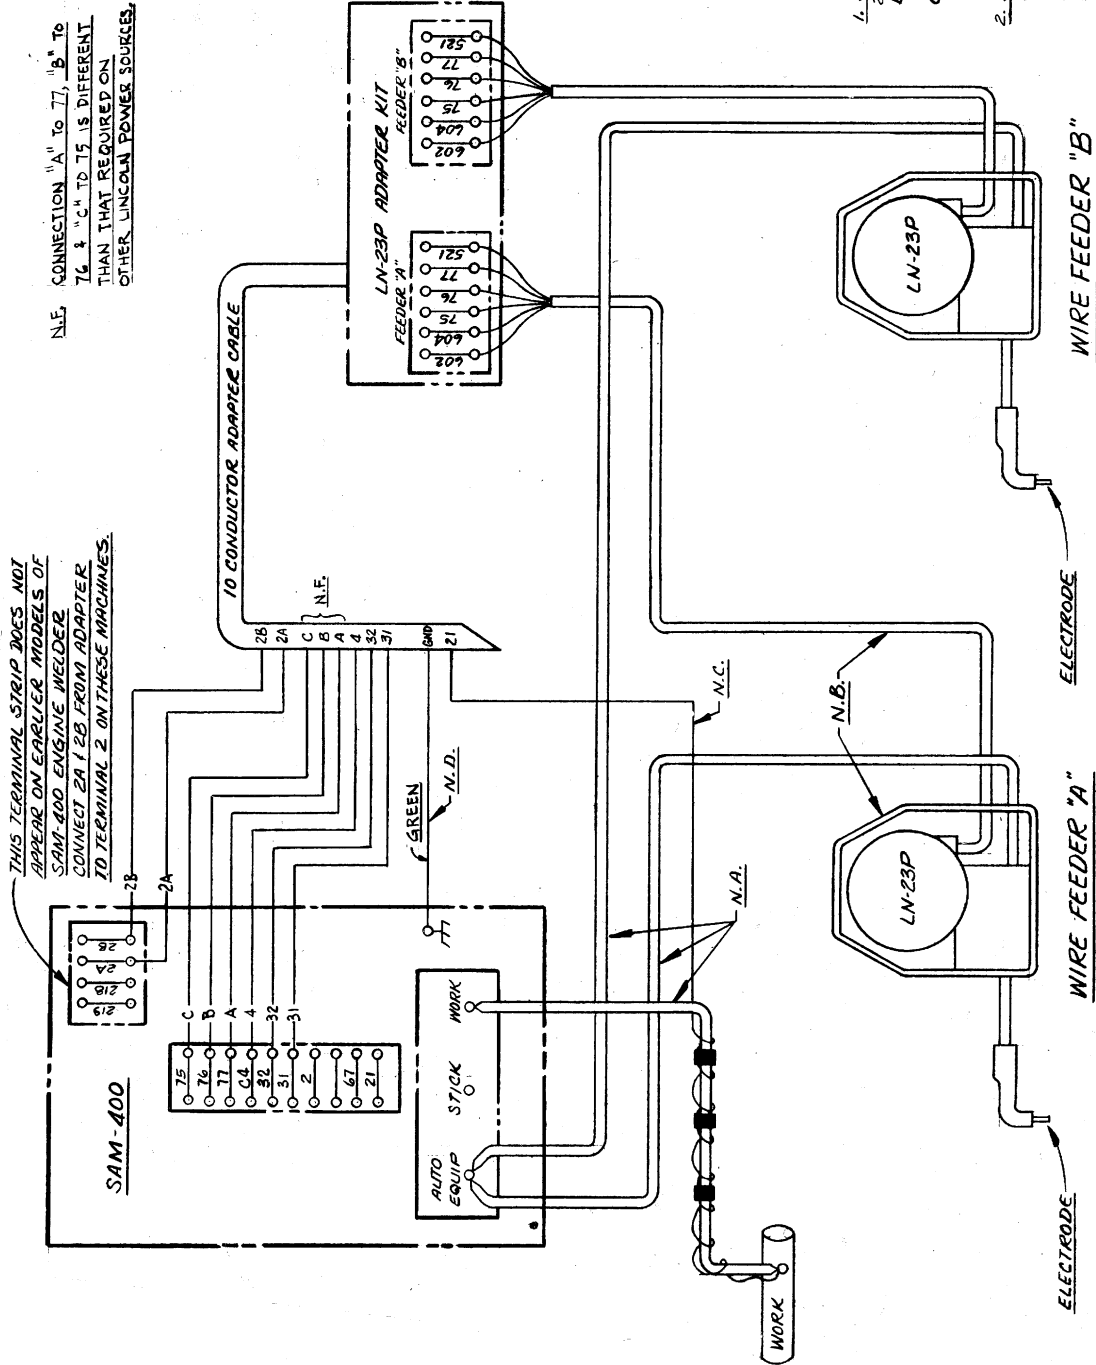 THIS TERMINAL STRIP DOES NOT
APPEAR ON EARLIER MODELS OF
SAM-400 ENGINE WELDER
CONNECT 2A & 2B FROM ADAPTER
TO TERMINAL 2 ON THESE MACHINES.
N.F. CONNECTION "A" TO 77, "B" TO
76 & "C" TO 75 IS DIFFERENT
THAN THAT REQUIRED ON
OTHER LINCOLN POWER SOURCES.
SAM-400
219
21B
2A
2B
2B
2A
75
76
77
C4
32
31
2
67
21
C
B
A
4
32
31
10 CONDUCTOR ADAPTER CABLE
2B
2A
C
B
A
4
32
31
GND
21
N.F.
LN-23P ADAPTER KIT
FEEDER "A"
602
604
75
76
77
521
FEEDER "B"
602
604
75
76
77
521
GREEN
N.D.
N.C.
AUTO
EQUIP
STICK
WORK
N.A.
N.B.
WORK
LN-23P
ELECTRODE
WIRE FEEDER "A"
LN-23P
ELECTRODE
WIRE FEEDER "B"
1.
2.